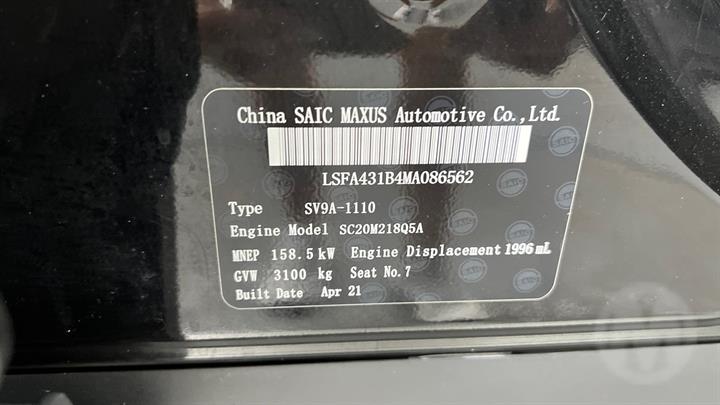 China SAIC MAXUS Automotive Co.,Ltd.
LSFA431B4MA086562
Type SV9A-1110
Engine Model SC20M218Q5A
MNEP 158.5 kW Engine Displacement 1996 mL
GVW 3100 kg Seat No.7
Built Date Apr 21